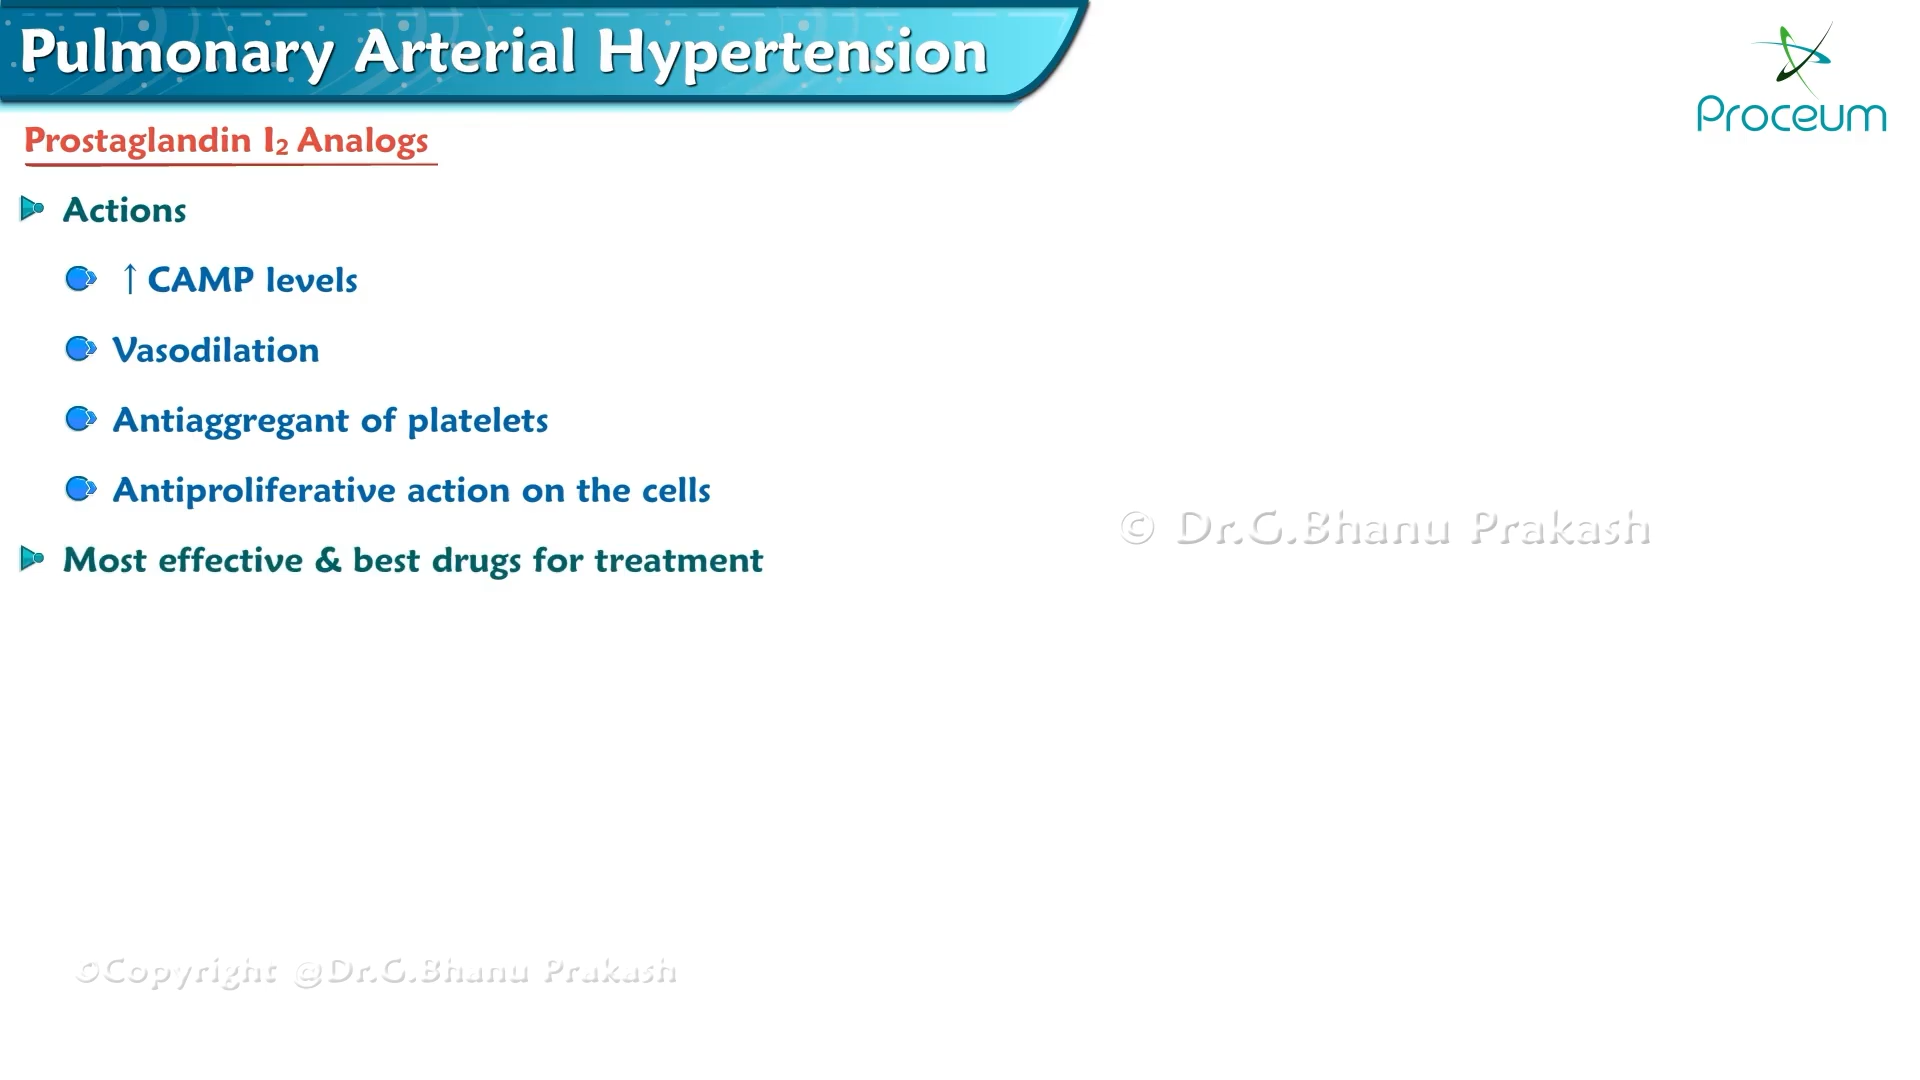 Pulmonary Arterial Hypertension
Proceum
Prostaglandin I₂ Analogs
Actions
↑ CAMP levels
Vasodilation
Antiaggregant of platelets
Antiproliferative action on the cells
© Dr.G.Bhanu Prakash
Most effective & best drugs for treatment
©Copyright @Dr.G.Bhanu Prakash